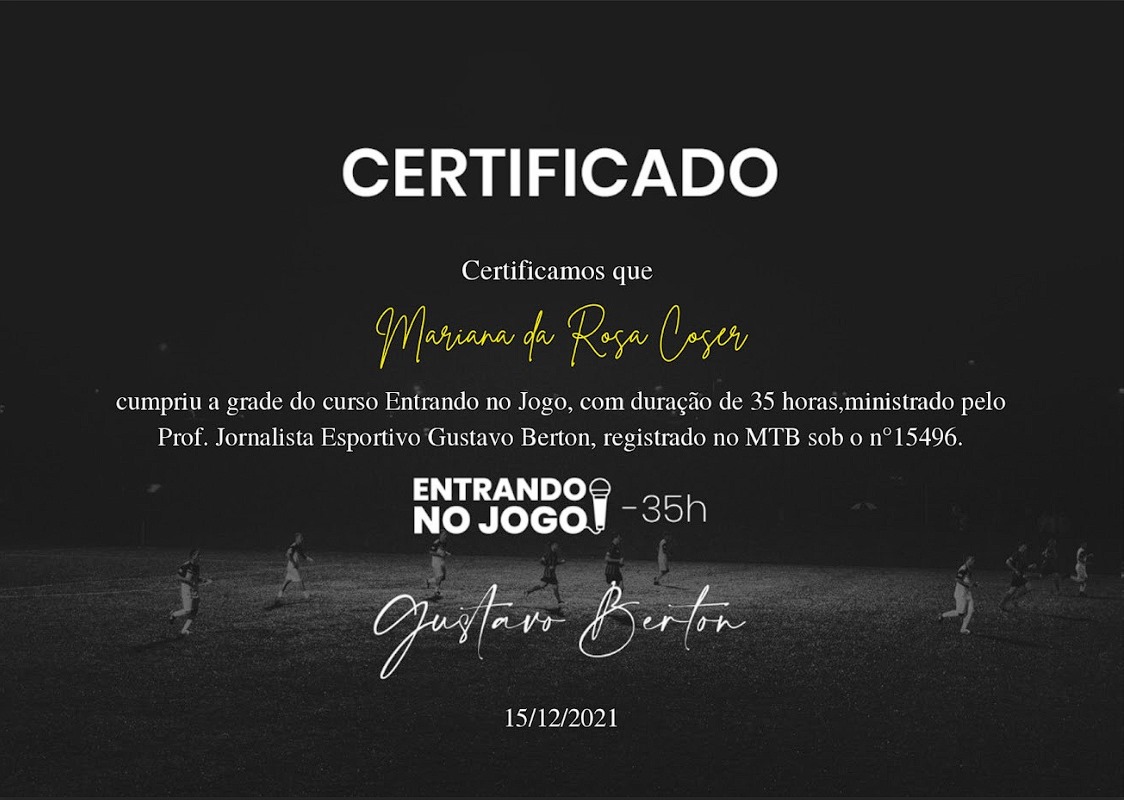 CERTIFICADO
Certificamos que
Mariana da Rosa Coser
cumpriu a grade do curso Entrando no Jogo, com duração de 35 horas,ministrado pelo
Prof. Jornalista Esportivo Gustavo Berton, registrado no MTB sob o n°15496.
ENTRANDO
NO JOGO -35h
Gustavo Berton
15/12/2021